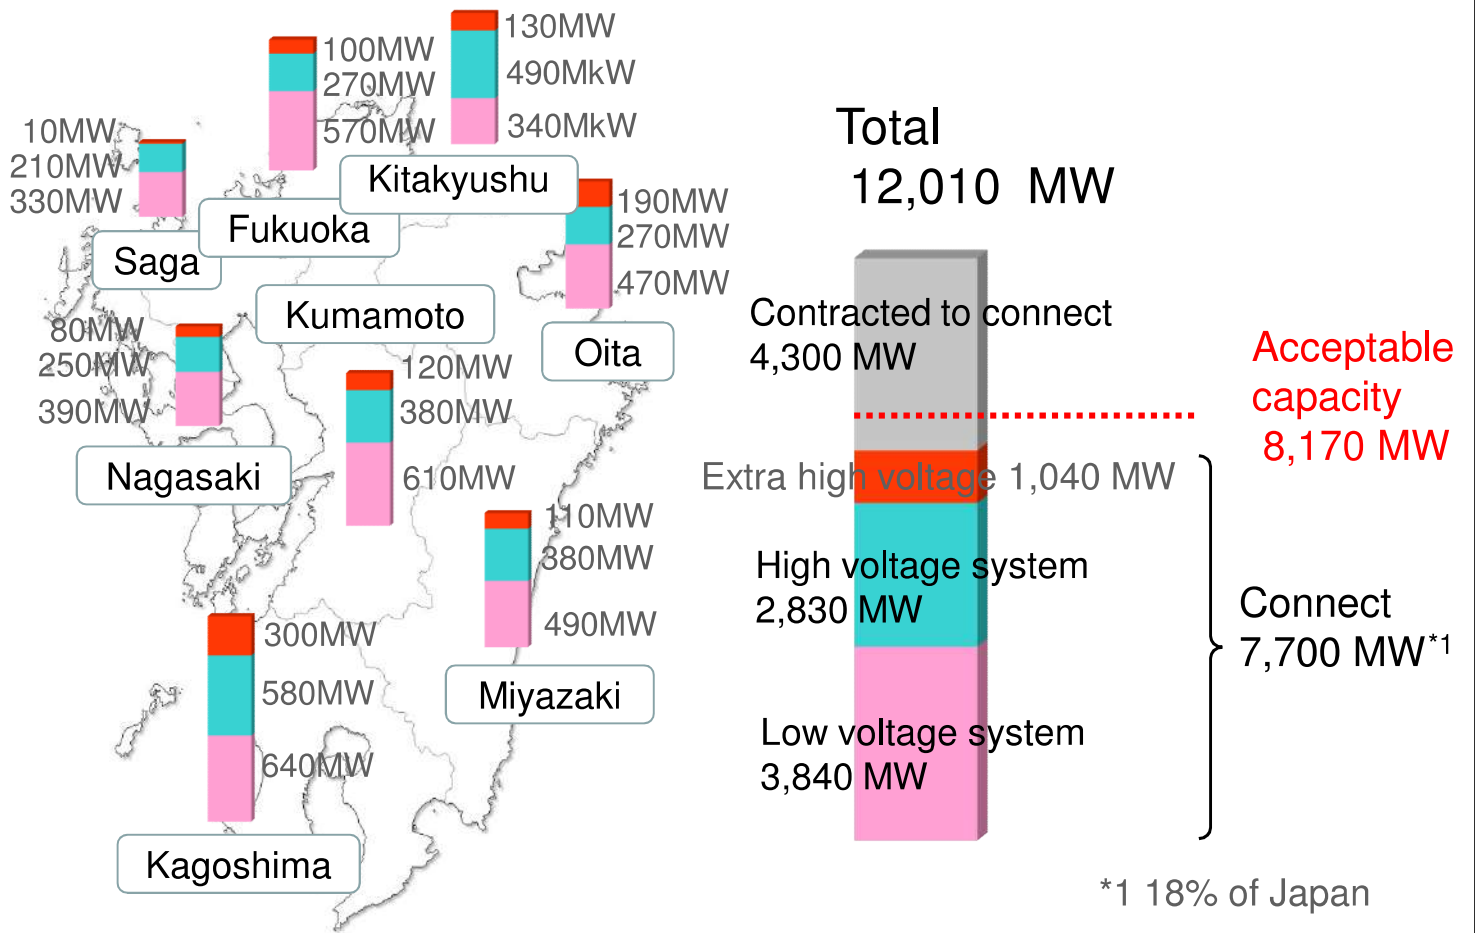 130MW
490MkW
340MkW
Kitakyushu
100MW
270MW
570MW
Fukuoka
10MW
210MW
330MW
Saga
190MW
270MW
470MW
Oita
80MW
250MW
390MW
Nagasaki
Kumamoto
120MW
380MW
610MW
110MW
380MW
490MW
Miyazaki
300MW
580MW
640MW
Kagoshima
Total
12,010 MW
Contracted to connect
4,300 MW
Acceptable
capacity
8,170 MW
Extra high voltage 1,040 MW
High voltage system
2,830 MW
Low voltage system
3,840 MW
Connect
7,700 MW*1
*1 18% of Japan